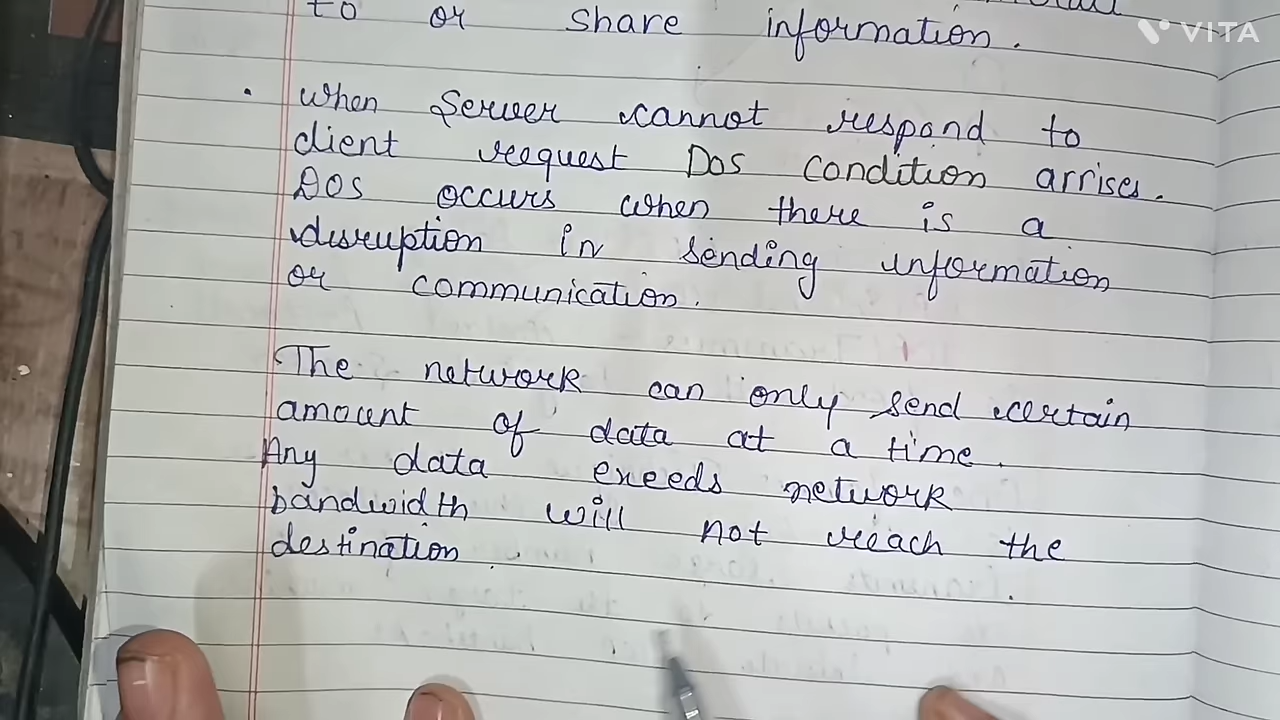 to or share information.
VITA
. when Server cannot respond to
client request Dos condition arrises.
DOS occurs when there is a
disruption in sending information
or communication.
The network can only send certain
amount of data at a time.
Any data exeeds network
bandwidth will not reach the
destination.